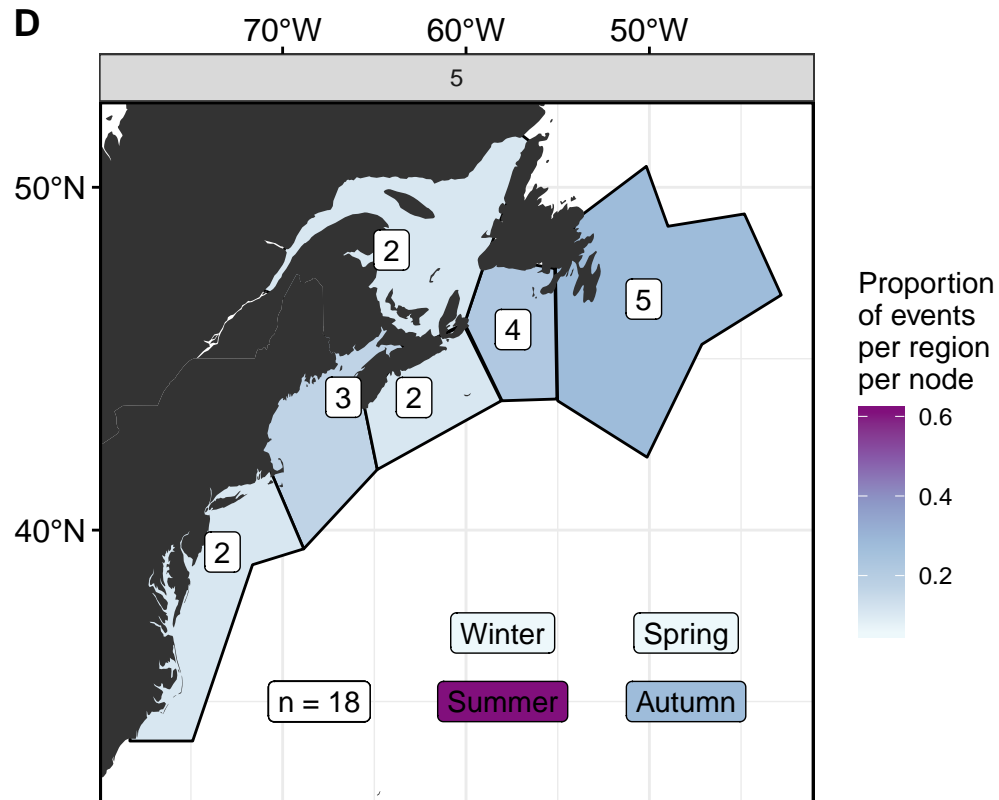 D
70°W 60°W 50°W
5
50°N
40°N
2
5
4
3
2
2
Winter
Spring
n = 18
Summer
Autumn
Proportion
of events
per region
per node
0.6
0.4
0.2